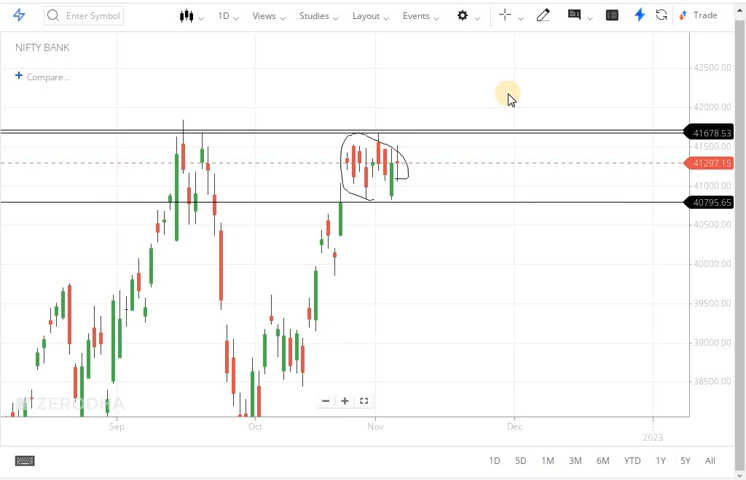 Enter Symbol
1D
Views
Studies
Layout
Events
Trade
NIFTY BANK
+ Compare...
42500.00
42000.00
41678.53
41500.00
41297.15
41000.00
40795.65
40500.00
40000.00
39500.00
39000.00
38500.00
ZERODHA
Sep
Oct
Nov
Dec
2023
1D 5D 1M 3M 6M YTD 1Y 5Y All